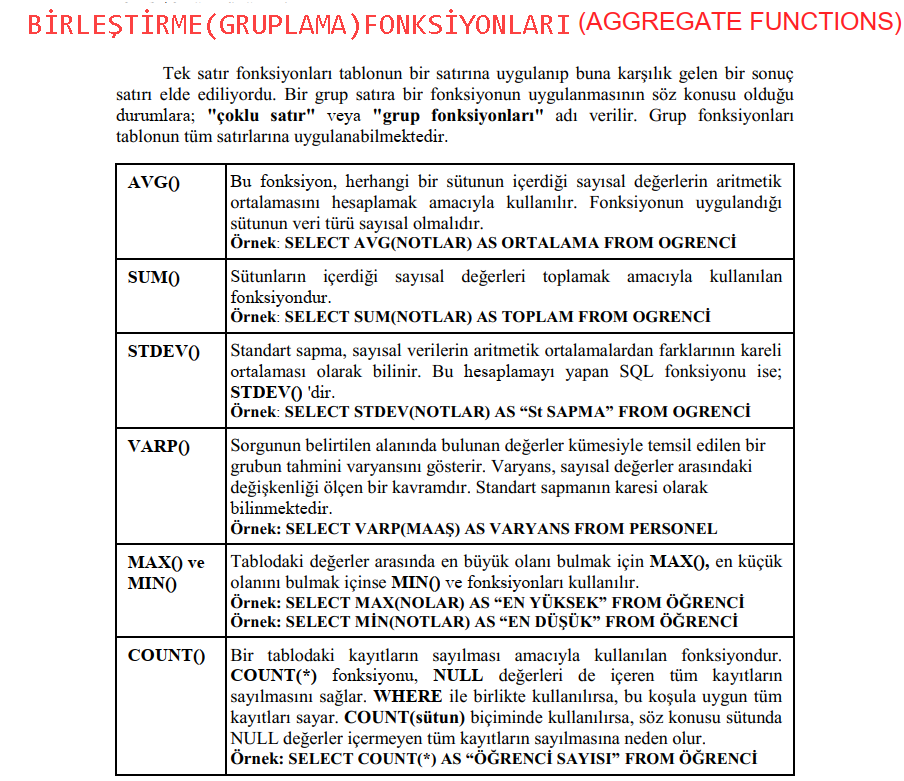 BİRLEŞTİRME(GRUPLAMA)FONKSİYONLARI (AGGREGATE FUNCTIONS)
Tek satır fonksiyonları tablonun bir satırına uygulanıp buna karşılık gelen bir sonuç
satırı elde ediliyordu. Bir grup satıra bir fonksiyonun uygulanmasının söz konusu olduğu
durumlara; "çoklu satır" veya "grup fonksiyonları" adı verilir. Grup fonksiyonları
tablonun tüm satırlarına uygulanabilmektedir.
AVG()
Bu fonksiyon, herhangi bir sütunun içerdiği sayısal değerlerin aritmetik
ortalamasını hesaplamak amacıyla kullanılır. Fonksiyonun uygulandığı
sütunun veri türü sayısal olmalıdır.
Örnek: SELECT AVG(NOTLAR) AS ORTALAMA FROM OGRENCİ
SUM()
Sütunların içerdiği sayısal değerleri toplamak amacıyla kullanılan
fonksiyondur.
Örnek: SELECT SUM(NOTLAR) AS TOPLAM FROM OGRENCİ
STDEV()
Standart sapma, sayısal verilerin aritmetik ortalamalardan farklarının kareli
ortalaması olarak bilinir. Bu hesaplamayı yapan SQL fonksiyonu ise;
STDEV() 'dir.
Örnek: SELECT STDEV(NOTLAR) AS “St SAPMA” FROM OGRENCİ
VARP()
Sorgunun belirtilen alanında bulunan değerler kümesiyle temsil edilen bir
grubun tahmini varyansını gösterir. Varyans, sayısal değerler arasındaki
değişkenliği ölçen bir kavramdır. Standart sapmanın karesi olarak
bilinmektedir.
Örnek: SELECT VARP(MAAŞ) AS VARYANS FROM PERSONEL
MAX() ve
MIN()
Tablodaki değerler arasında en büyük olanı bulmak için MAX(), en küçük
olanını bulmak içinse MIN() ve fonksiyonları kullanılır.
Örnek: SELECT MAX(NOLAR) AS “EN YÜKSEK” FROM ÖĞRENCİ
Örnek: SELECT MİN(NOTLAR) AS “EN DÜŞÜK” FROM ÖĞRENCİ
COUNT()
Bir tablodaki kayıtların sayılması amacıyla kullanılan fonksiyondur.
COUNT(*) fonksiyonu, NULL değerleri de içeren tüm kayıtların
sayılmasını sağlar. WHERE ile birlikte kullanılırsa, bu koşula uygun tüm
kayıtları sayar. COUNT(sütun) biçiminde kullanılırsa, söz konusu sütunda
NULL değerler içermeyen tüm kayıtların sayılmasına neden olur.
Örnek: SELECT COUNT(*) AS “ÖĞRENCİ SAYISI” FROM ÖĞRENCİ